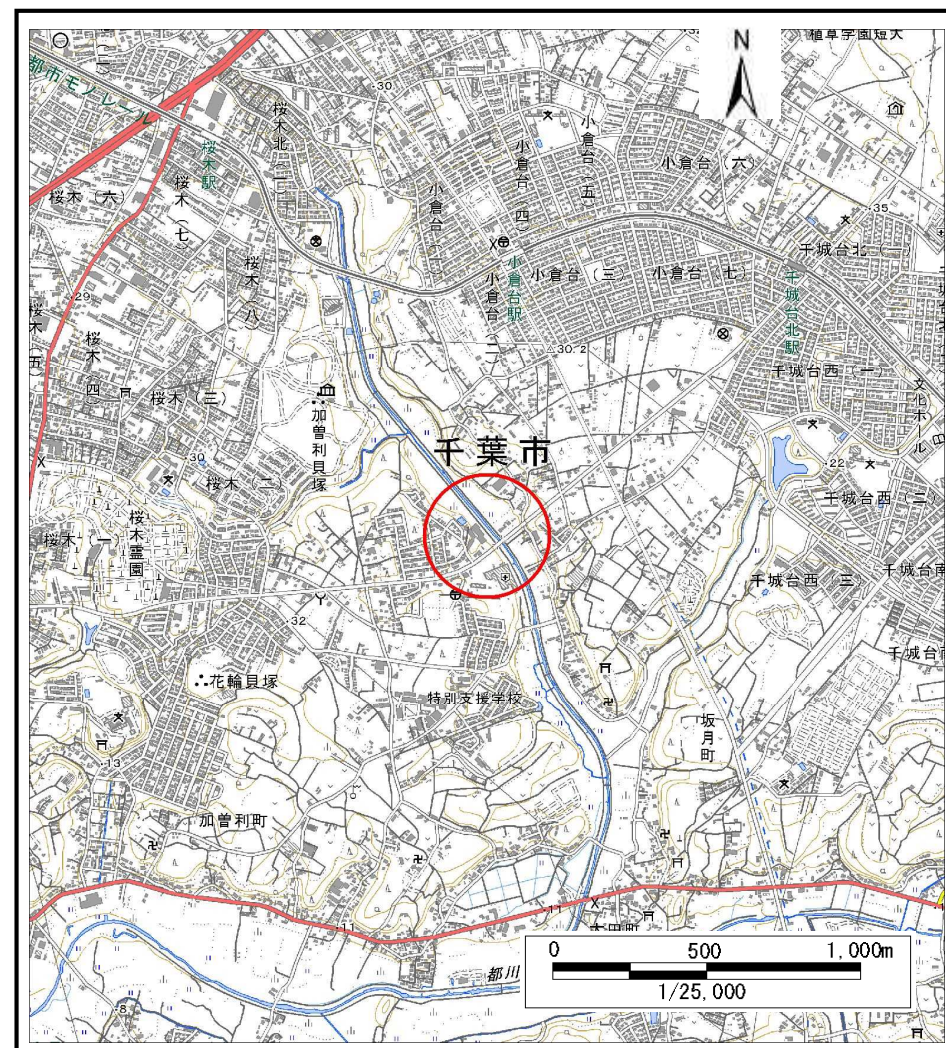 植草学園短大
N
都市モノレール
桜木北(二)
桜木駅
桜木(六)
桜木(七)
桜木(八)
小倉台(五)
小倉台(四)
小倉台(六)
小倉台(一)
小倉台(三)
小倉台(七)
小倉台駅
小倉台(二)
千城台北(一)
千城台北駅
千城台西(一)
文化ホール
30
35
29
30.2
桜木(五)
桜木(四)
桜木(三)
加曽利貝塚
30
桜木(二)
千葉市
22
千城台西(二)
桜木(一)
桜木霊園
千城台西(三)
千城台南
32
花輪貝塚
特別支援学校
坂月町
13
加曽利町
11
11
太田町
都川
8
0 500 1,000m
1/25,000